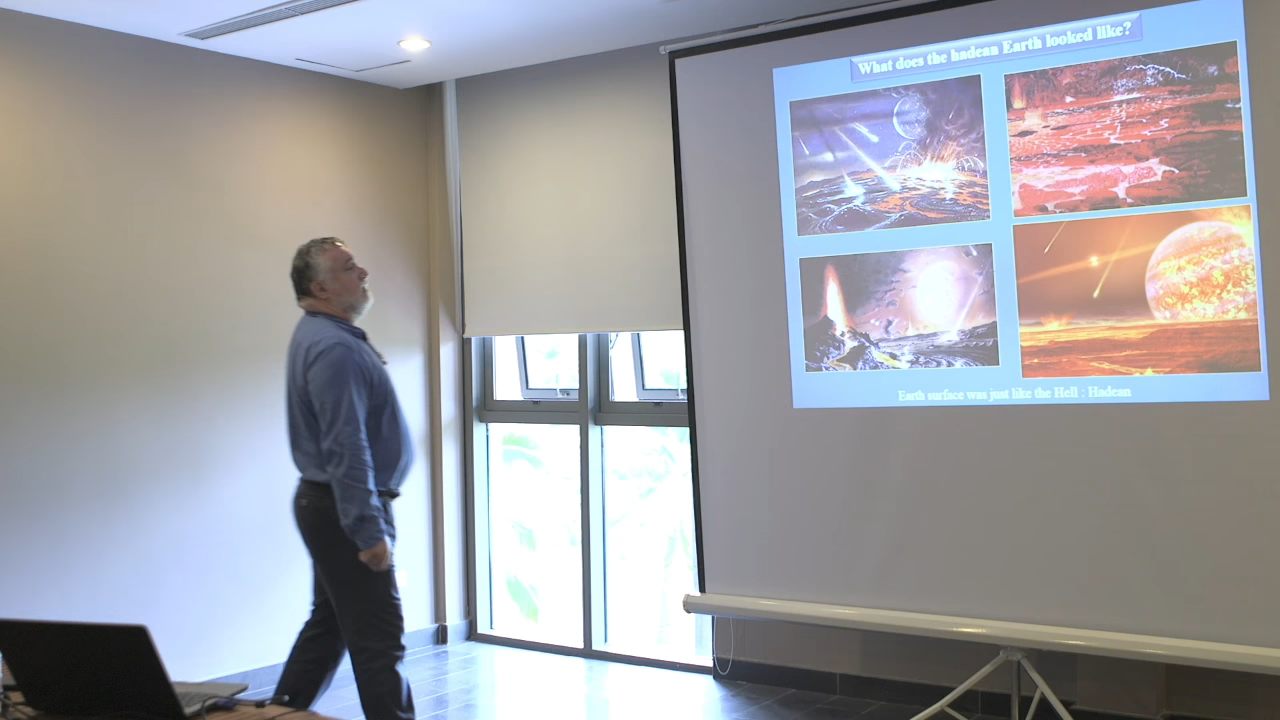 What does the hadean Earth looked like?
Earth surface was just like the Hell : Hadean